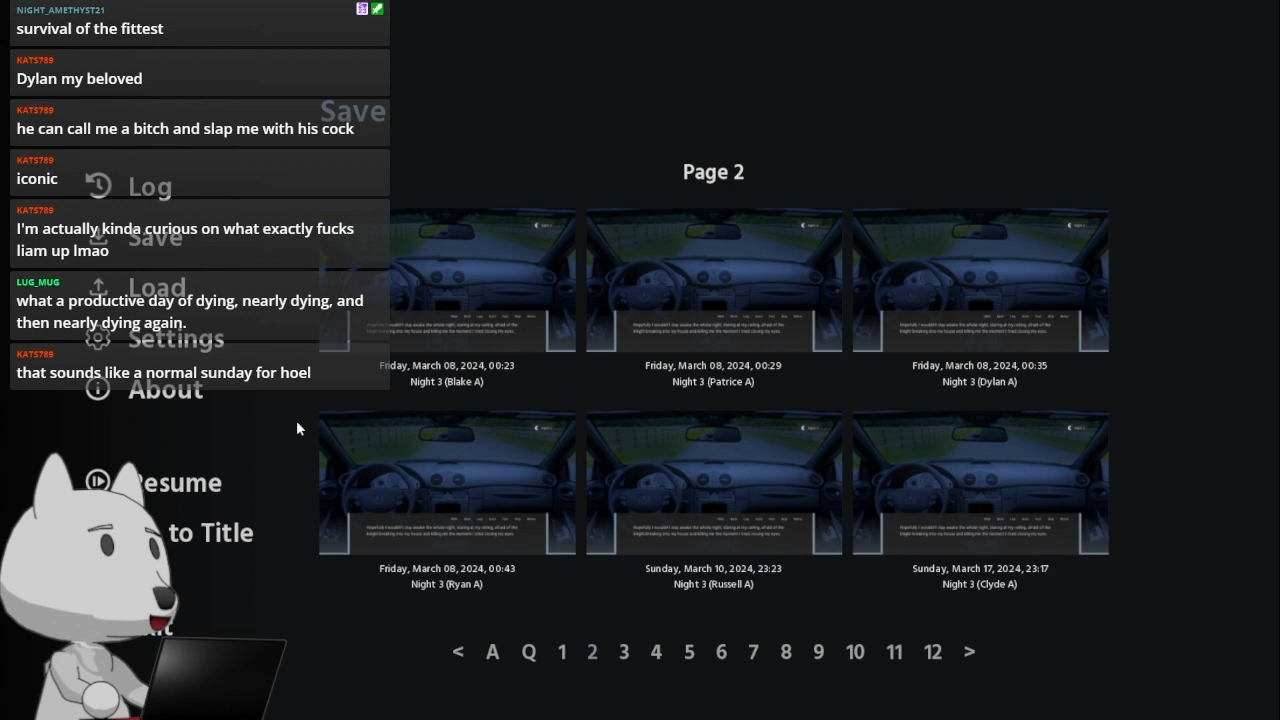 NIGHT_AMETHYST21
survival of the fittest
KATS789
Dylan my beloved
KATS789
he can call me a bitch and slap me with his cock
KATS789
iconic
KATS789
I'm actually kinda curious on what exactly fucks
liam up lmao
LUG_MUG
what a productive day of dying, nearly dying, and
then nearly dying again.
KATS789
that sounds like a normal sunday for hoel
Save
Log
Save
Load
Settings
About
Resume
to Title
Page 2
Friday, March 08, 2024, 00:23
Night 3 (Blake A)
Friday, March 08, 2024, 00:29
Night 3 (Patrice A)
Friday, March 08, 2024, 00:35
Night 3 (Dylan A)
Friday, March 08, 2024, 00:43
Night 3 (Ryan A)
Sunday, March 10, 2024, 23:23
Night 3 (Russell A)
Sunday, March 17, 2024, 23:17
Night 3 (Clyde A)
< A Q 1 2 3 4 5 6 7 8 9 10 11 12 >